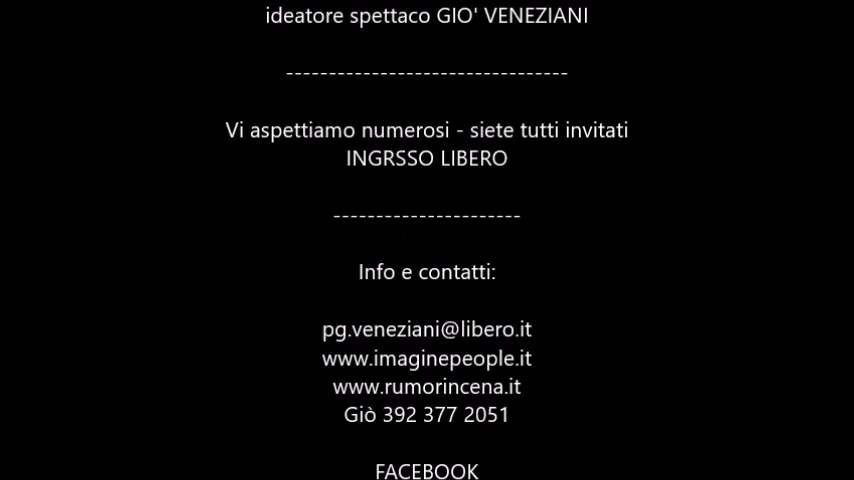 ideatore spettaco GIO' VENEZIANI
---------------------------------
Vi aspettiamo numerosi - siete tutti invitati
INGRSSO LIBERO
----------------------
Info e contatti:
pg.veneziani@libero.it
www.imaginepeople.it
www.rumorincena.it
Giò 392 377 2051
FACEBOOK